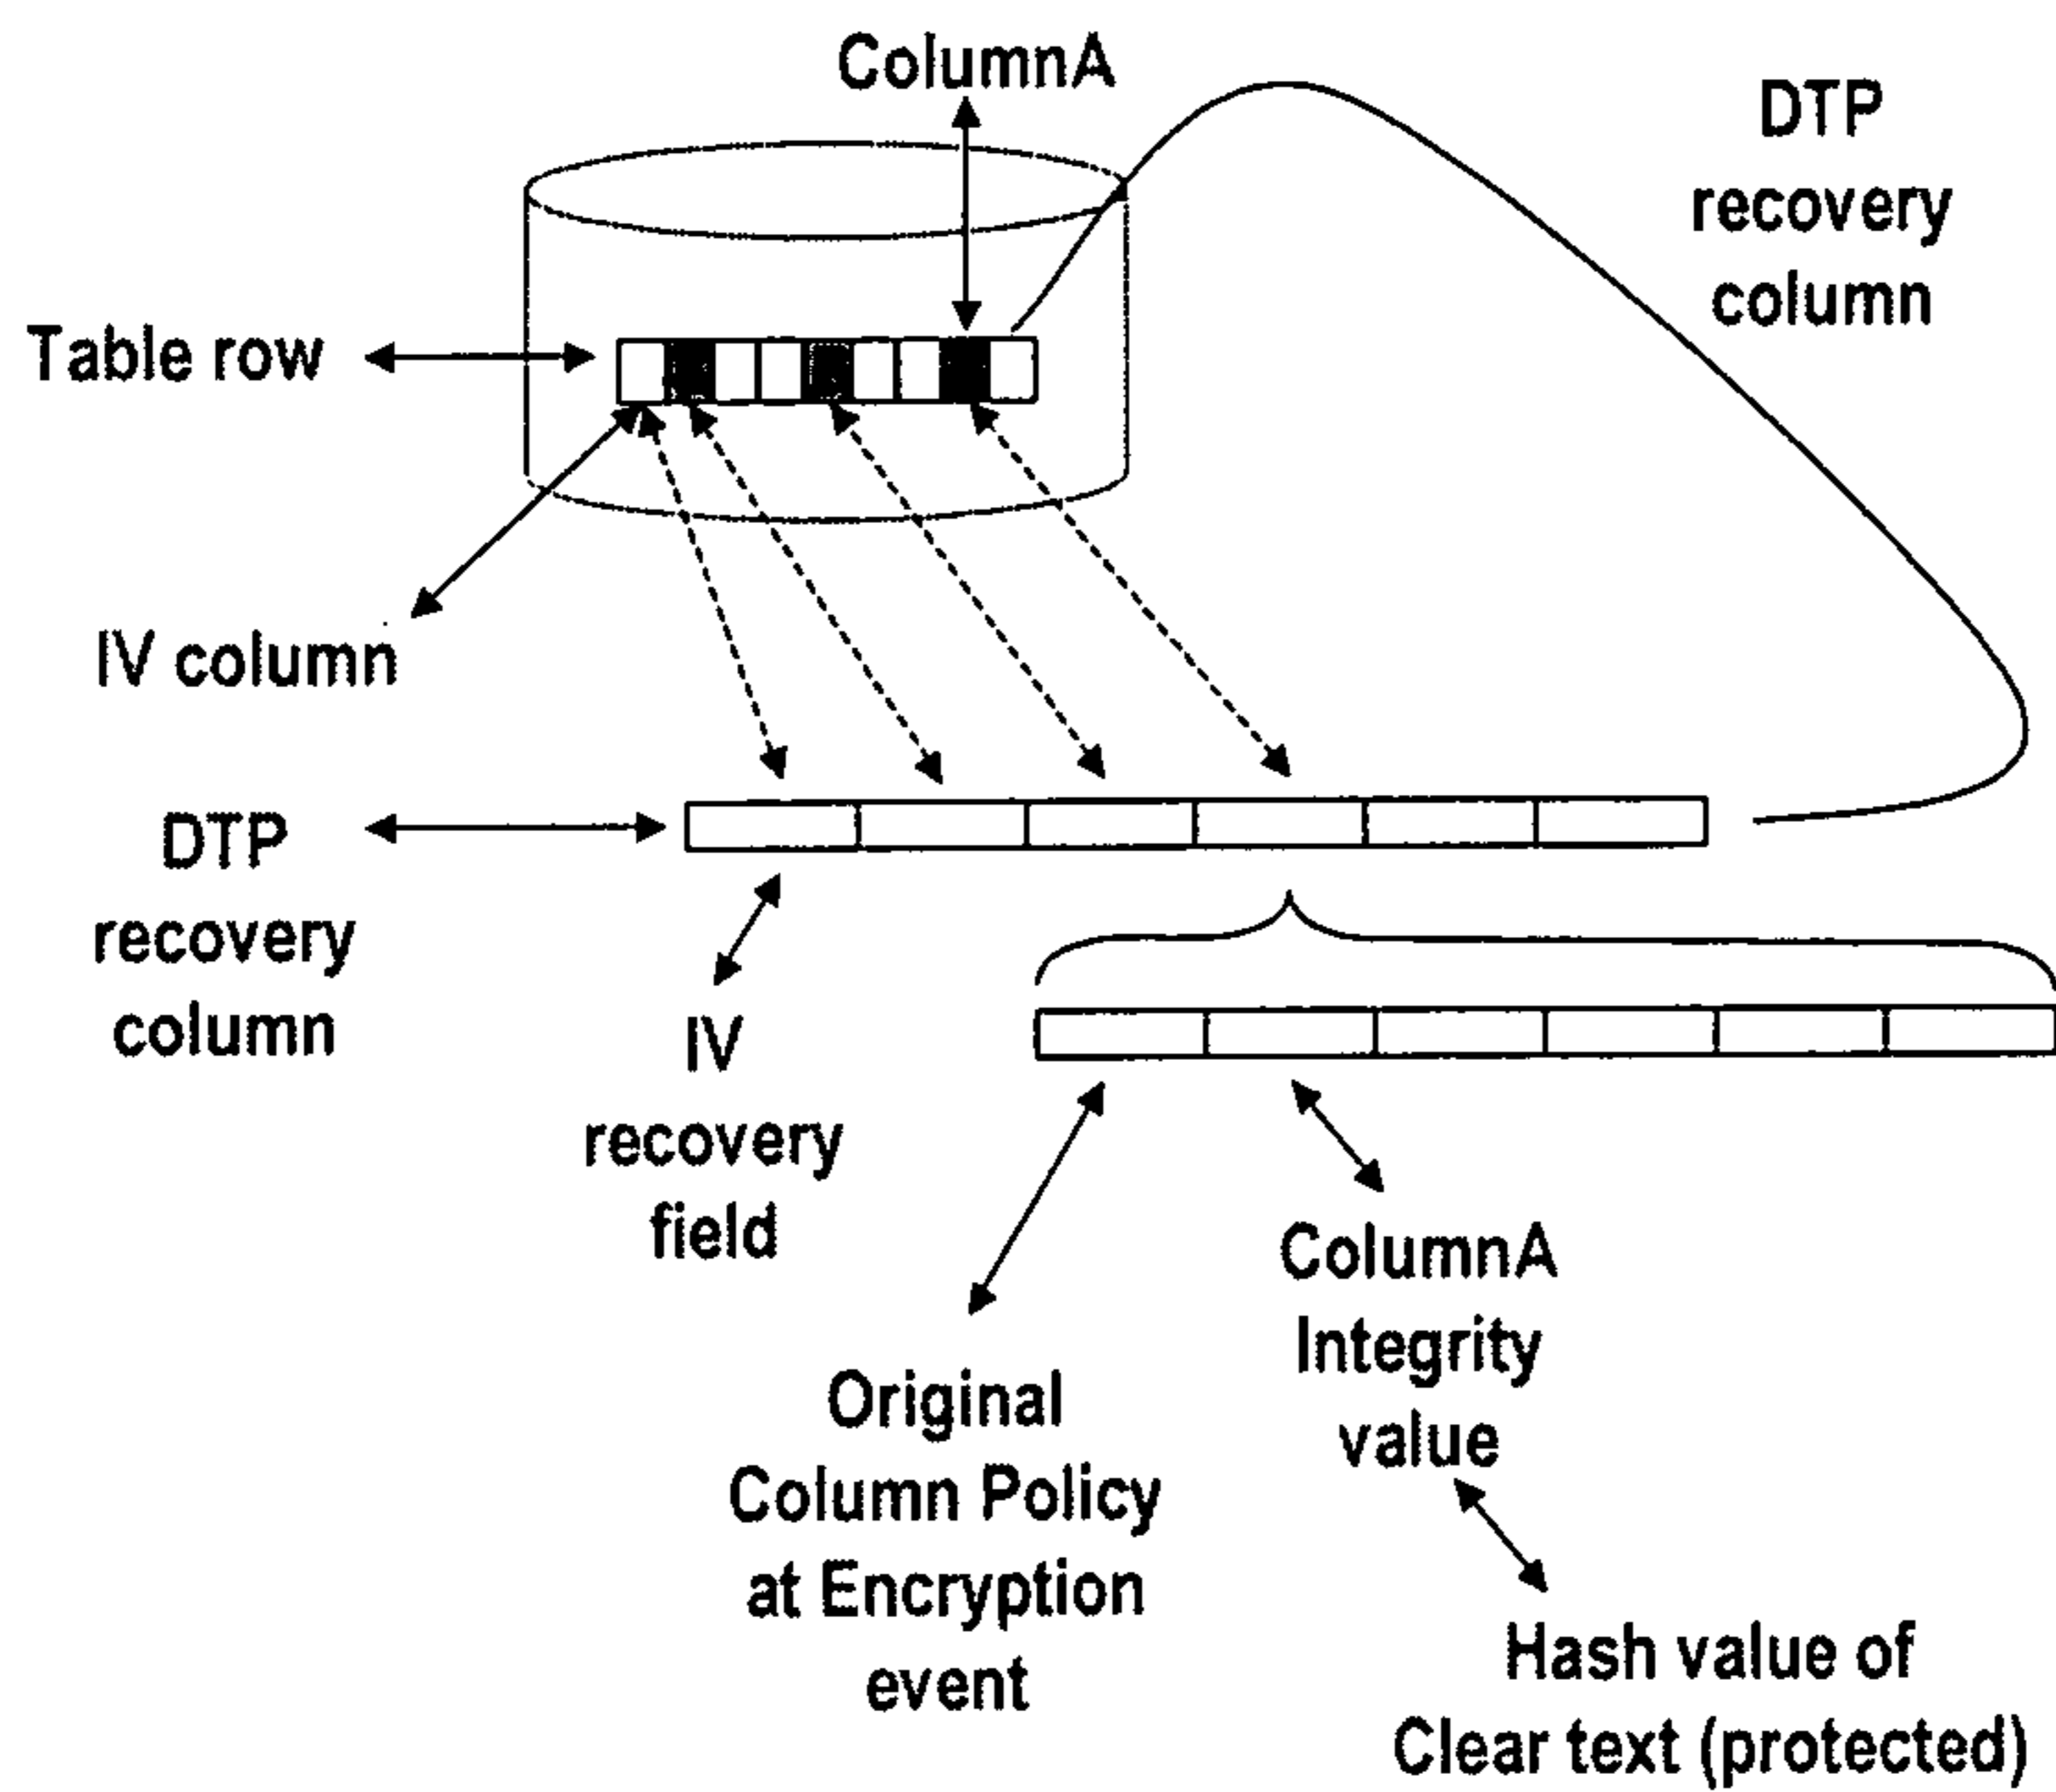 ColumnA
DTP
recovery
column
Table row
IV column
DTP
recovery
column
IV
recovery
field
ColumnA
Integrity
value
Original
Column Policy
at Encryption
event
Hash value of
Clear text (protected)